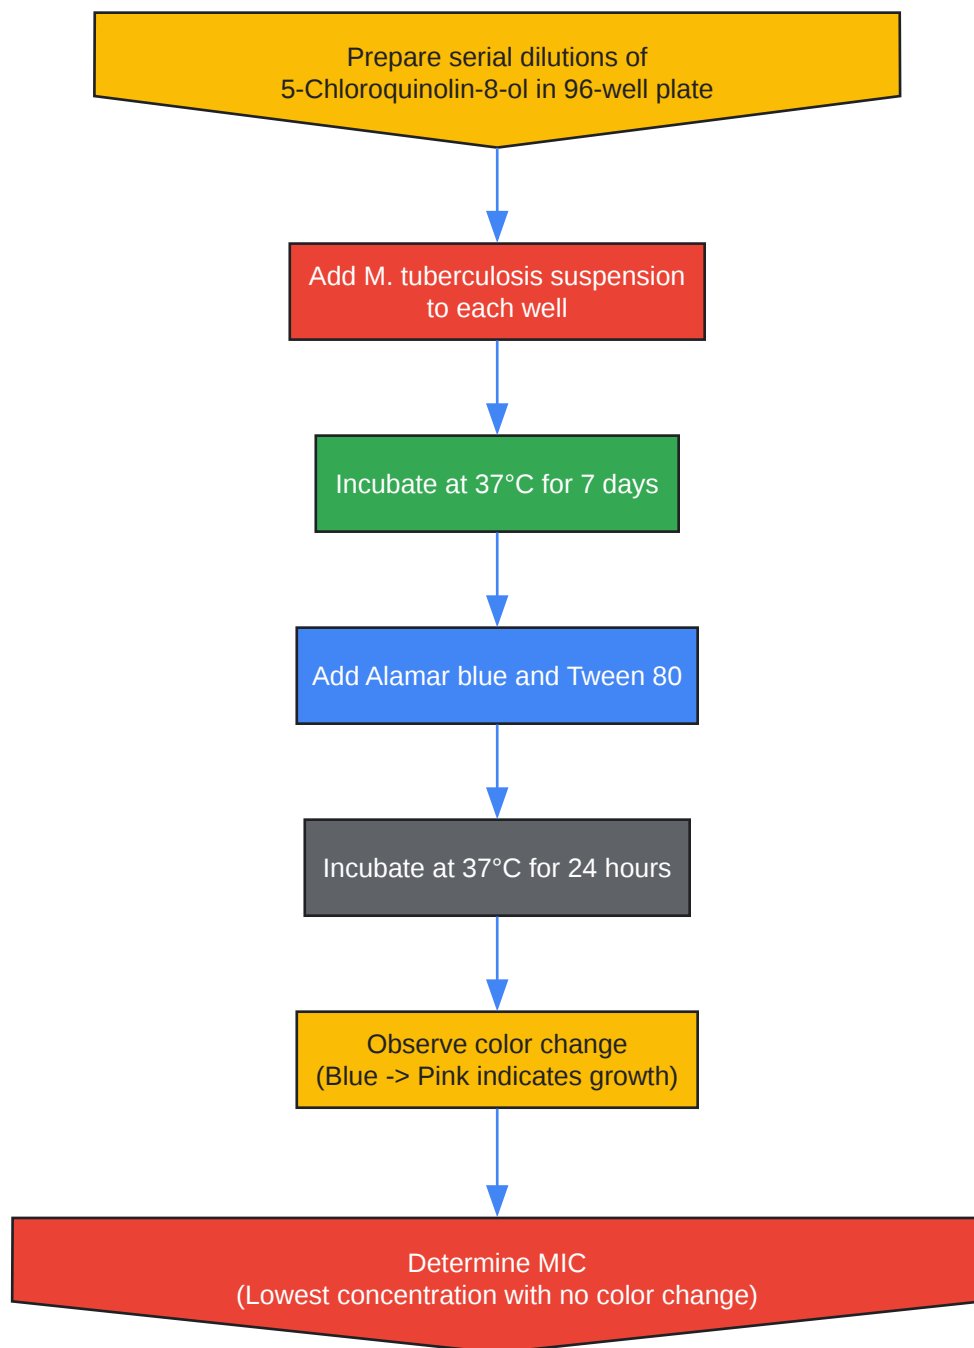 Prepare serial dilutions of
5-Chloroquinolin-8-ol in 96-well plate
Add M. tuberculosis suspension
to each well
Incubate at 37°C for 7 days
Add Alamar blue and Tween 80
Incubate at 37°C for 24 hours
Observe color change
(Blue -> Pink indicates growth)
Determine MIC
(Lowest concentration with no color change)